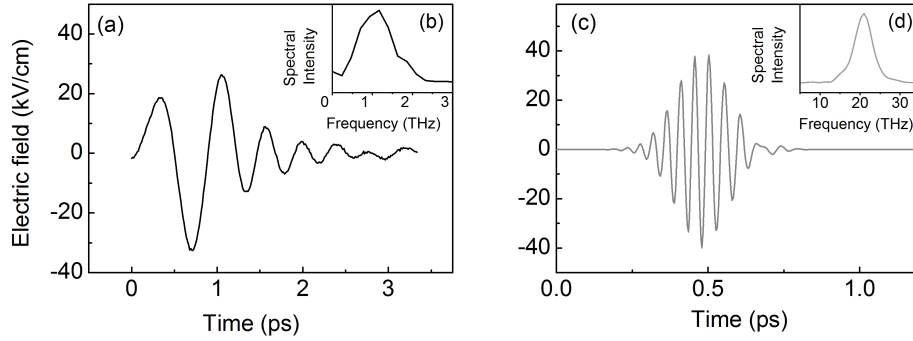 (a)
(b)
Spectral
Intensity
0 1 2 3
Frequency (THz)
40
20
0
-20
-40
Electric field (kV/cm)
0 1 2 3
Time (ps)
(c)
(d)
Spectral
Intensity
10 20 30
Frequency (THz)
40
20
0
-20
-40
0.0 0.5 1.0
Time (ps)